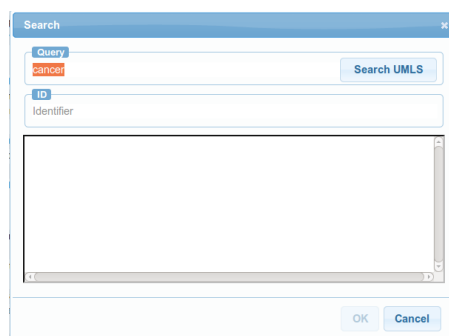 Search
Query
cancer
Search UMLS
ID
Identifier
OK
Cancel